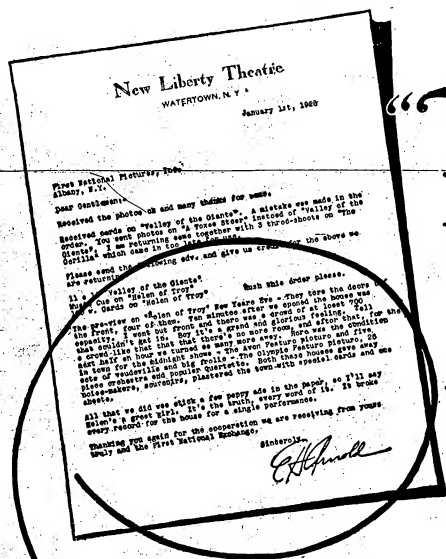 New Liberty Theatre
WATERTOWN, N. Y.
January 1st, 1928
First National Pictures, Inc.
Albany, N.Y.
Dear Gentlemen:
Received the photos ok and many thanks for same.
Received cards on "Valley of the Giants". A mistake was made in the
order. You sent photos on "A Texas Steer" instead of "Valley of the
Giants". I am returning same together with 3 three-sheets on "The
Gorilla" which came in too late for use.
Please send the following adv. and give us credit for the above we
are returning.
"Valley of the Giants"
Cue on "Helen of Troy"
Cards on "Helen of Troy"
Rush this order please.
The pre-view on "Helen of Troy" New Years Eve - They tore the doors
the front, four of them. Ten minutes after we opened the house was
capacity. I went out front and there was a crowd of at least 700
that couldn't get in. Boy it's a grand and glorious feeling. Tell
a crowd like that that there's no more room, and after that, for the
next half an hour we turned as many more away. Here was the condition
in town for the midnight shows - The Avon Feature picture and five
acts of vaudeville and big frolic. The Olympic Feature picture, 25
piece orchestra and popular Quartette. Both these houses gave away
noise-makers, souvenirs, plastered the town with special cards and one
sheets.
All that we did was stick a few peppy ads in the paper, so I'll say
Helen's a great girl. It's the truth, every word of it. It broke
every record for the house for a single performance.
Thanking you again for the cooperation we are receiving from yours
truly and the First National Exchange,
Sincerely,